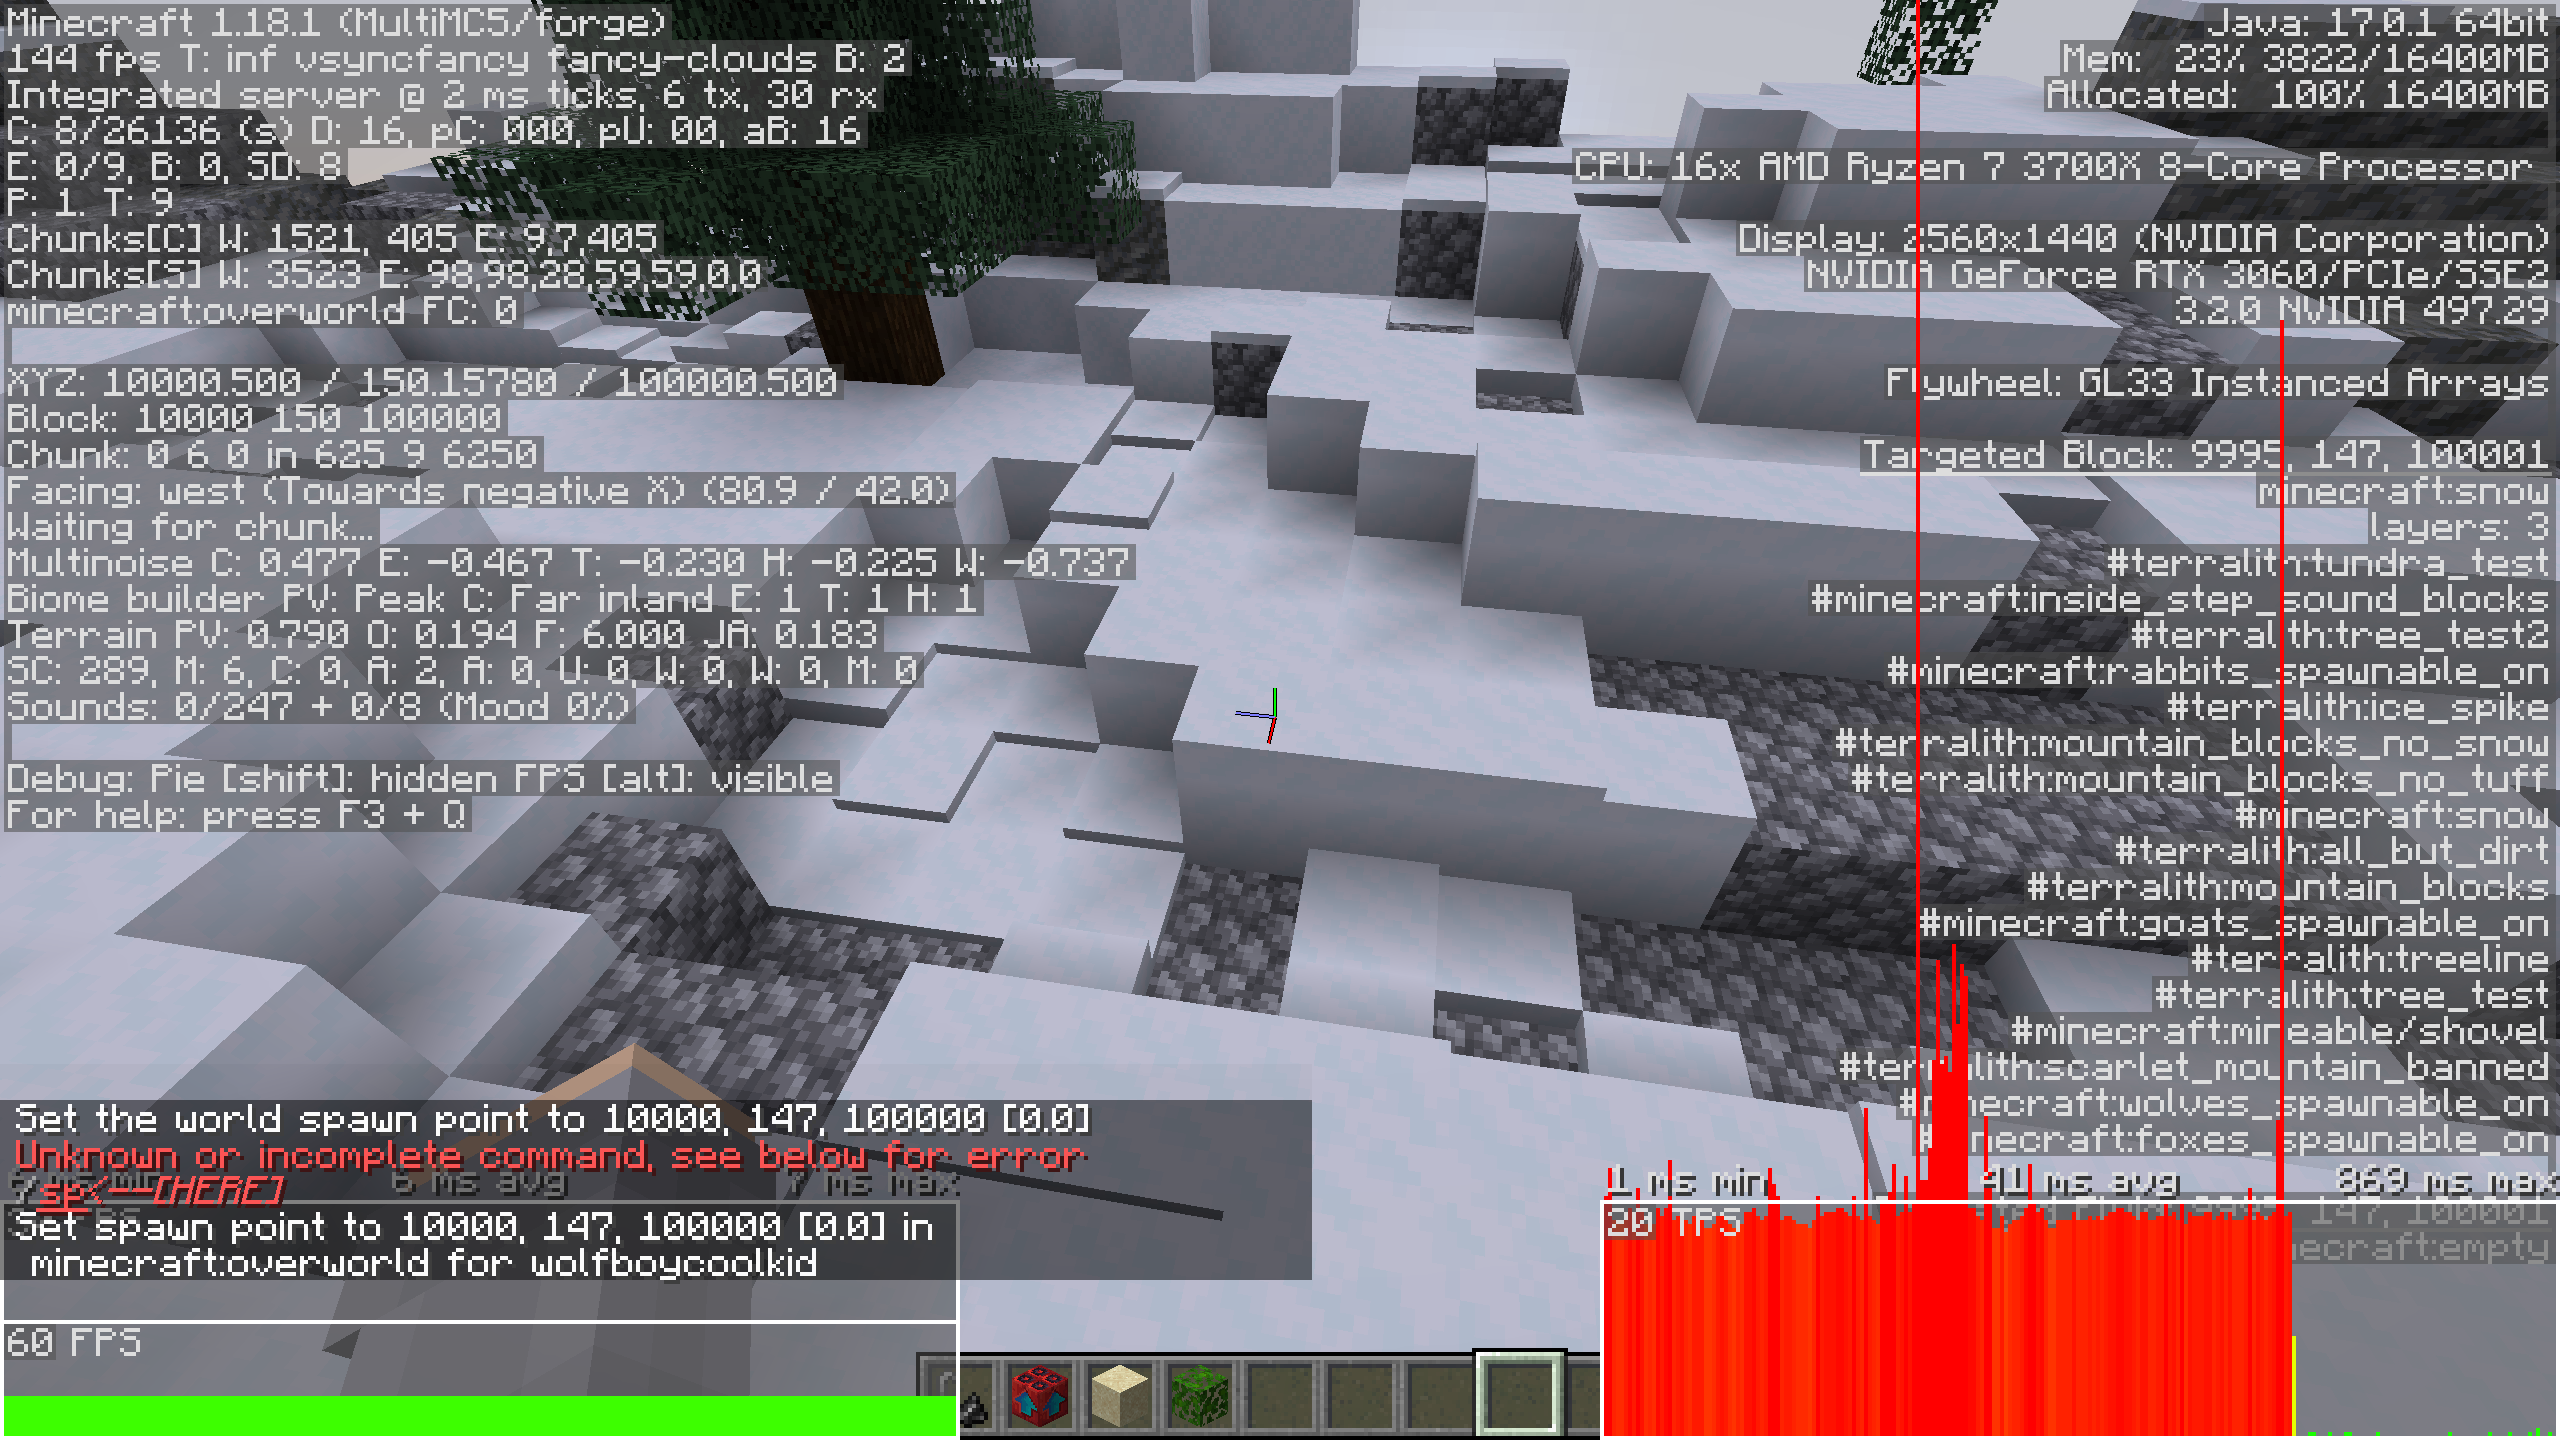 Minecraft 1.18.1 (MultiMC5/forge)
144 fps T: inf vsyncfancy fancy-clouds B: 2
Integrated server @ 2 ms ticks, 6 tx, 30 rx
C: 8/26136 (s) D: 16, pC: 000, pU: 00, aB: 16
E: 0/9, B: 0, SD: 8
P: 1. T: 9
Chunks[C] W: 1521, 405 E: 9,7,405
Chunks[S] W: 3523 E: 98,98,28,59,59,0,0
minecraft:overworld FC: 0
XYZ: 10000.500 / 150.15780 / 100000.500
Block: 10000 150 100000
Chunk: 0 6 0 in 625 9 6250
Facing: west (Towards negative X) (80.9 / 42.0)
Waiting for chunk...
Multinoise C: 0.477 E: -0.467 T: -0.230 H: -0.225 W: -0.737
Biome builder PV: Peak C: Far inland E: 1 T: 1 H: 1
Terrain PV: 0.790 O: 0.194 F: 6.000 JA: 0.183
SC: 289, M: 6, C: 0, A: 2, A: 0, U: 0, W: 0, W: 0, M: 0
Sounds: 0/247 + 0/8 (Mood 0%)
Debug: Pie [shift]: hidden FPS [alt]: visible
For help: press F3 + Q
Java: 17.0.1 64bit
Mem: 23% 3822/16400MB
Allocated: 100% 16400MB
CPU: 16x AMD Ryzen 7 3700X 8-Core Processor
Display: 2560x1440 (NVIDIA Corporation)
NVIDIA GeForce RTX 3060/PCIe/SSE2
3.2.0 NVIDIA 497.29
Flywheel: GL33 Instanced Arrays
Targeted Block: 9995, 147, 100001
minecraft:snow
layers: 3
#terralith:tundra_test
#minecraft:inside_step_sound_blocks
#terralith:tree_test2
#minecraft:rabbits_spawnable_on
#terralith:ice_spike
#terralith:mountain_blocks_no_snow
#terralith:mountain_blocks_no_tuff
#minecraft:snow
#terralith:all_but_dirt
#terralith:mountain_blocks
#minecraft:goats_spawnable_on
#terralith:treeline
#terralith:tree_test
#minecraft:mineable/shovel
#terralith:scarlet_mountain_banned
#minecraft:wolves_spawnable_on
#minecraft:foxes_spawnable_on
Set the world spawn point to 10000, 147, 100000 [0.0]
Unknown or incomplete command, see below for error
/sp<--[HERE]
6 ms avg 7 ms max
Set spawn point to 10000, 147, 100000 [0.0] in
minecraft:overworld for wolfboycoolkid
60 FPS
1 ms min 41 ms avg 869 ms max
20 TPS
147, 100001
minecraft:empty